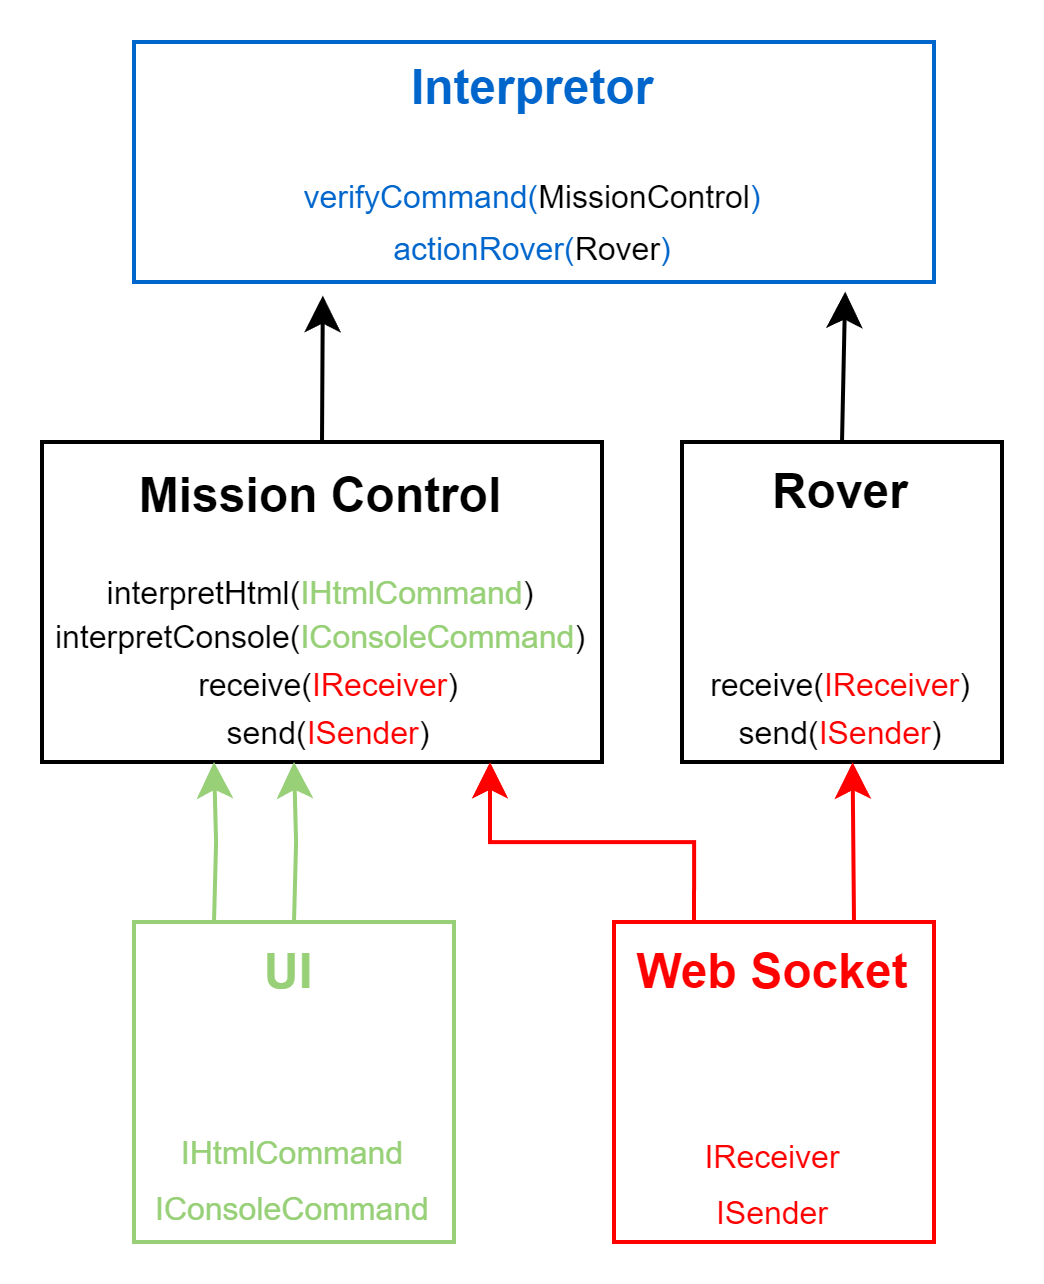 Interpretor
verifyCommand(MissionControl)
actionRover(Rover)
Mission Control
interpretHtml(IHtmlCommand)
interpretConsole(IConsoleCommand)
receive(IReceiver)
send(ISender)
Rover
receive(IReceiver)
send(ISender)
UI
IHtmlCommand
IConsoleCommand
Web Socket
IReceiver
ISender